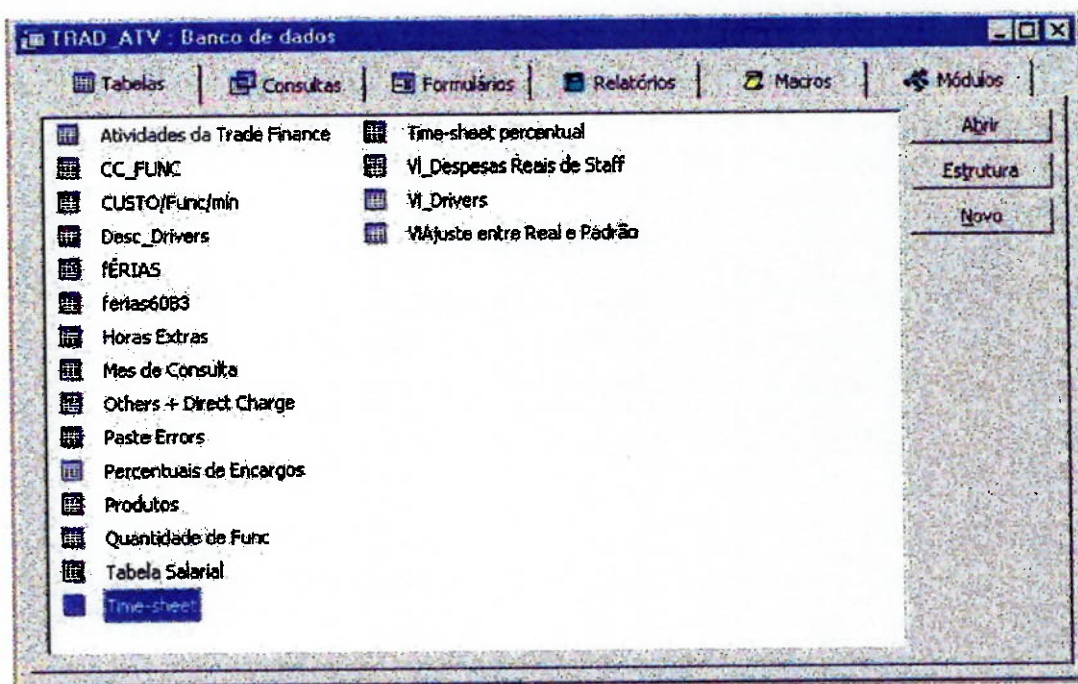 TRAD_ATV : Banco de dados
Tabelas Consultas Formulários Relatórios Macros Módulos
Atividades da Trade Finance
CC_FUNC
CUSTO/Func/min
Desc_Drivers
fÉRIAS
ferias6083
Horas Extras
Mes de Consulta
Others + Direct Charge
Paste Errors
Percentuais de Encargos
Produtos
Quantidade de Func
Tabela Salarial
Time-sheet
Time-sheet percentual
Vl_Despesas Reais de Staff
Vl_Drivers
VlAjuste entre Real e Padrão
Abrir
Estrutura
Novo